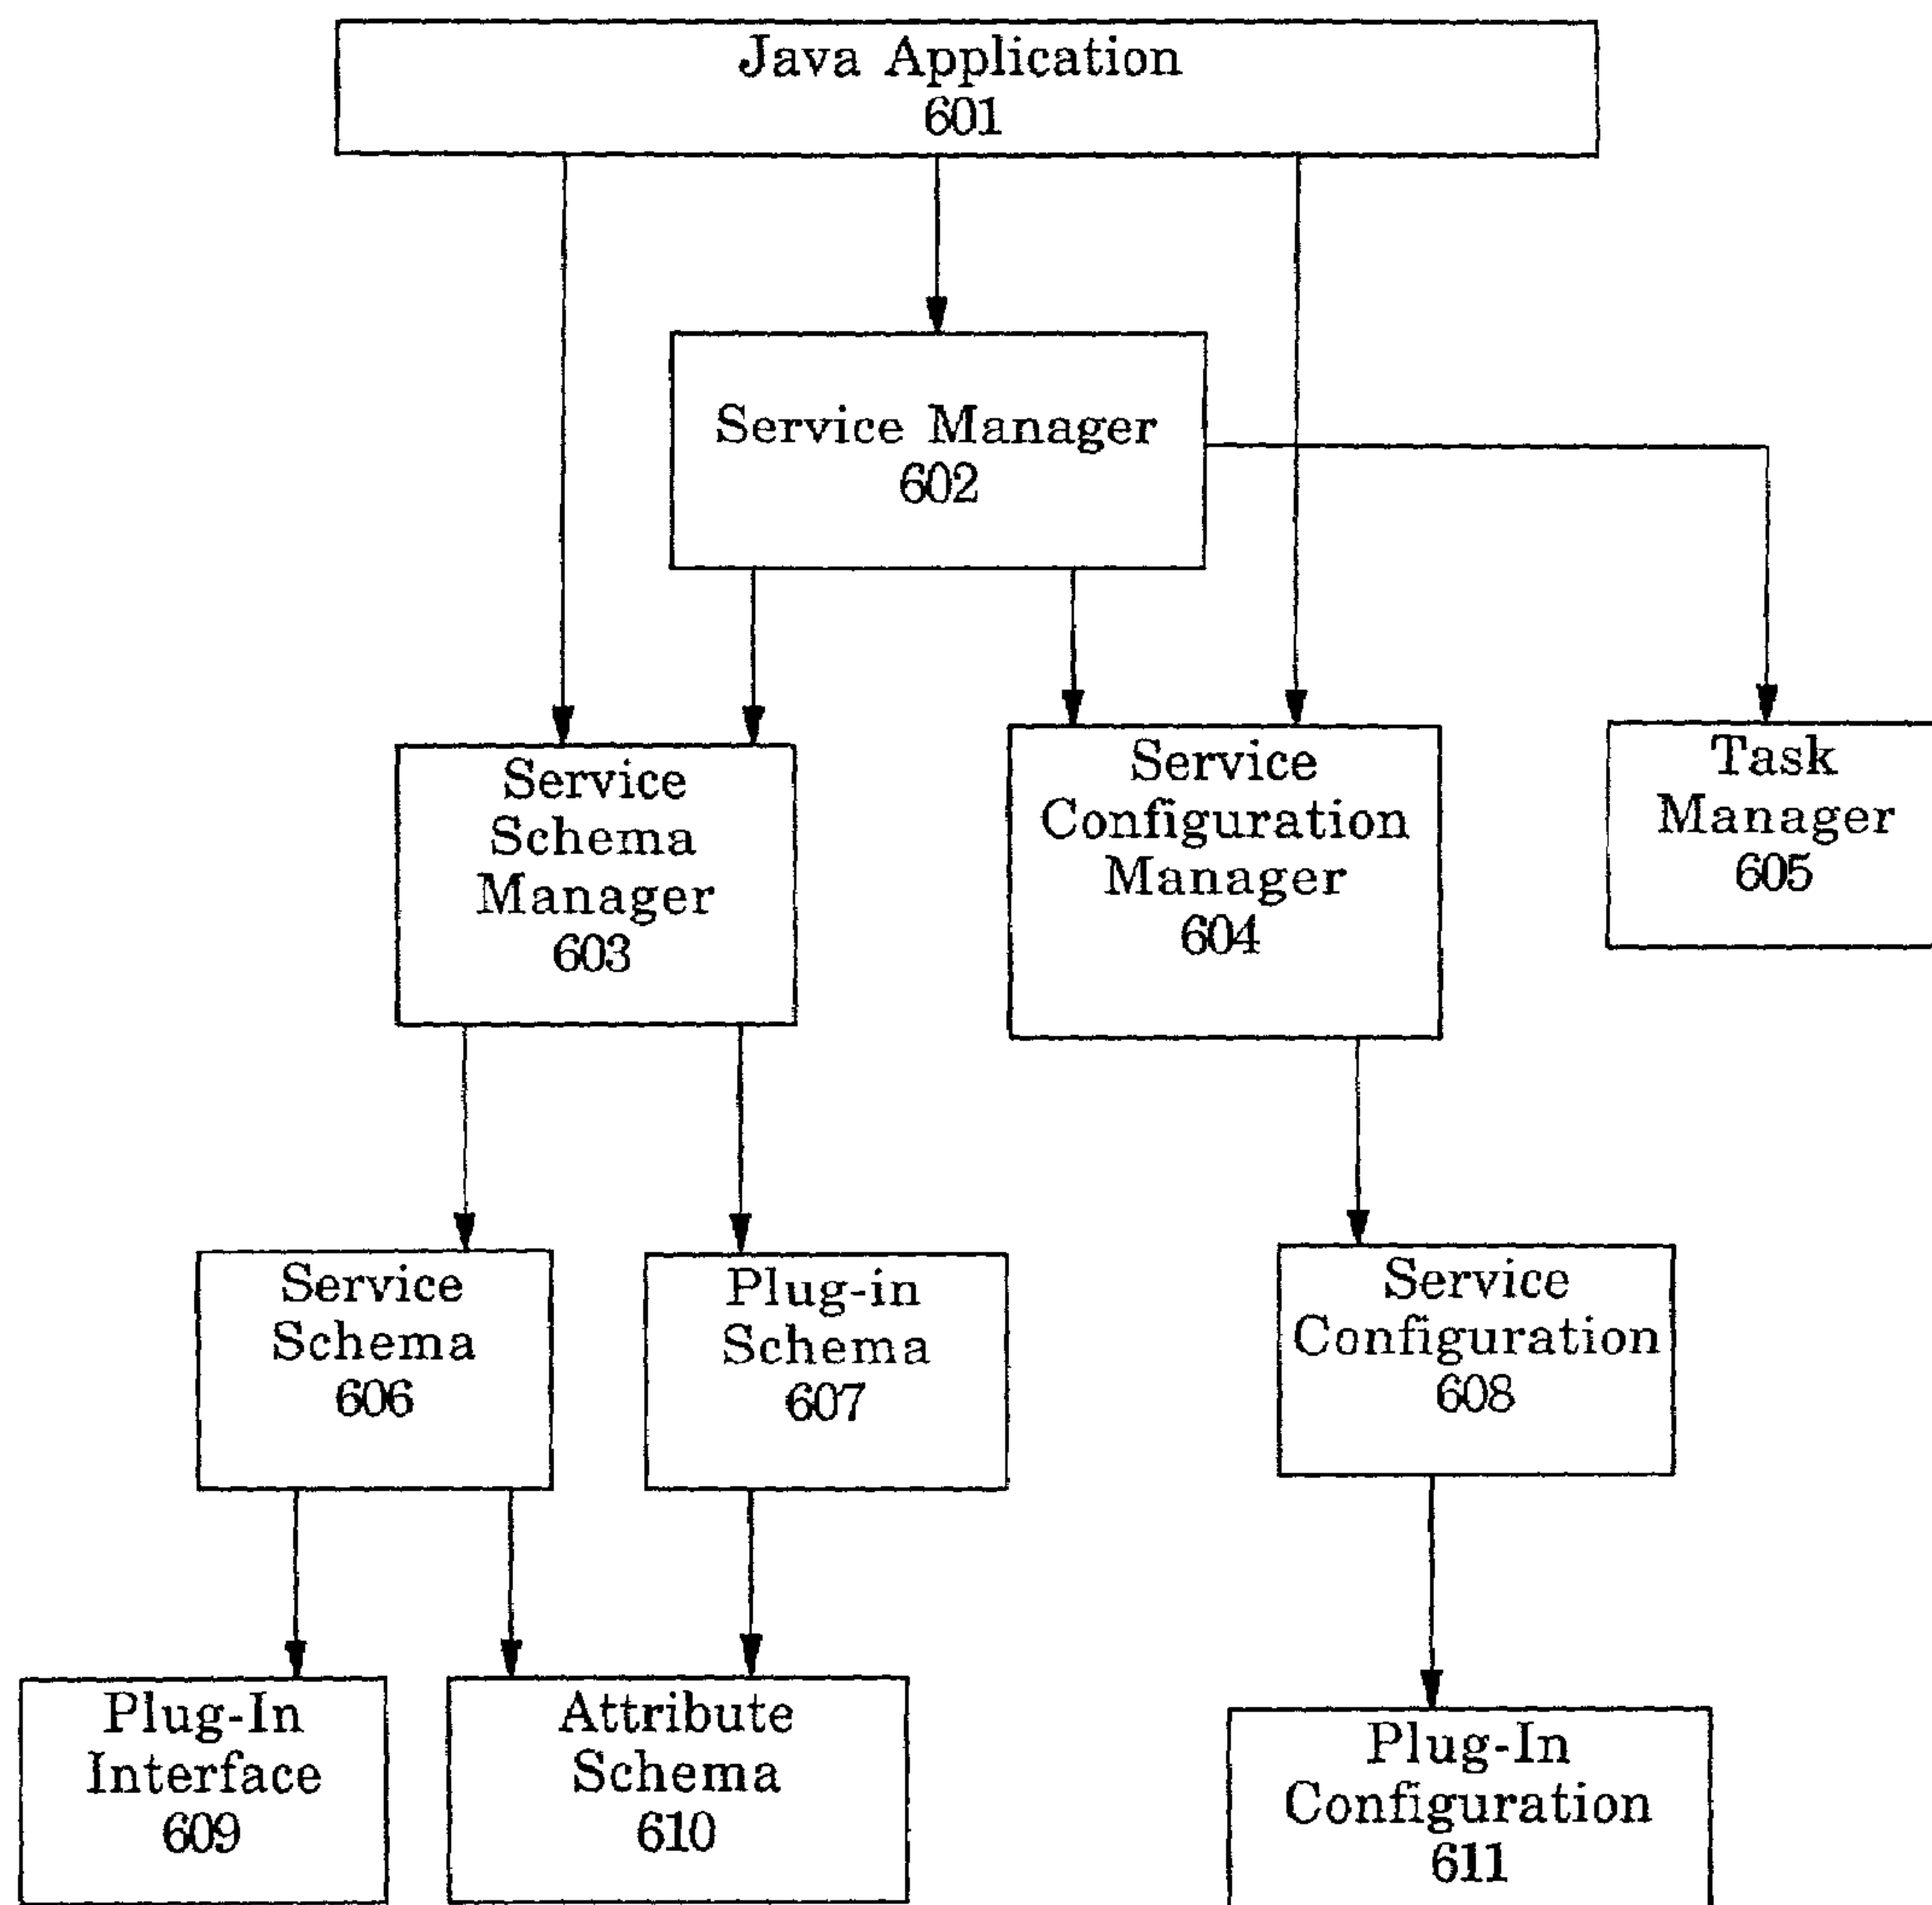 Java Application
601
Service Manager
602
Service
Schema
Manager
603
Service
Configuration
Manager
604
Task
Manager
605
Service
Schema
606
Plug-in
Schema
607
Service
Configuration
608
Plug-In
Interface
609
Attribute
Schema
610
Plug-In
Configuration
611